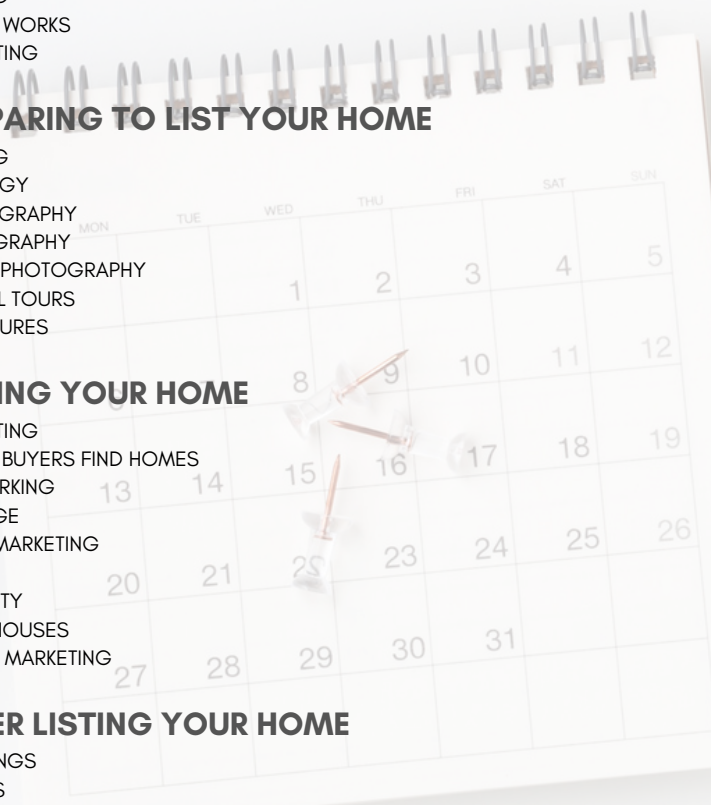 WORKS
TING
PARING TO LIST YOUR HOME
G
GY
GRAPHY
GRAPHY
PHOTOGRAPHY
L TOURS
URES
ING YOUR HOME
TING
BUYERS FIND HOMES
RKING
GE
MARKETING
TY
HOUSES
MARKETING
ER LISTING YOUR HOME
NGS
S
MON TUE WED THU FRI SAT SUN
1 2 3 4 5
6 7 8 9 10 11 12
13 14 15 16 17 18 19
20 21 22 23 24 25 26
27 28 29 30 31